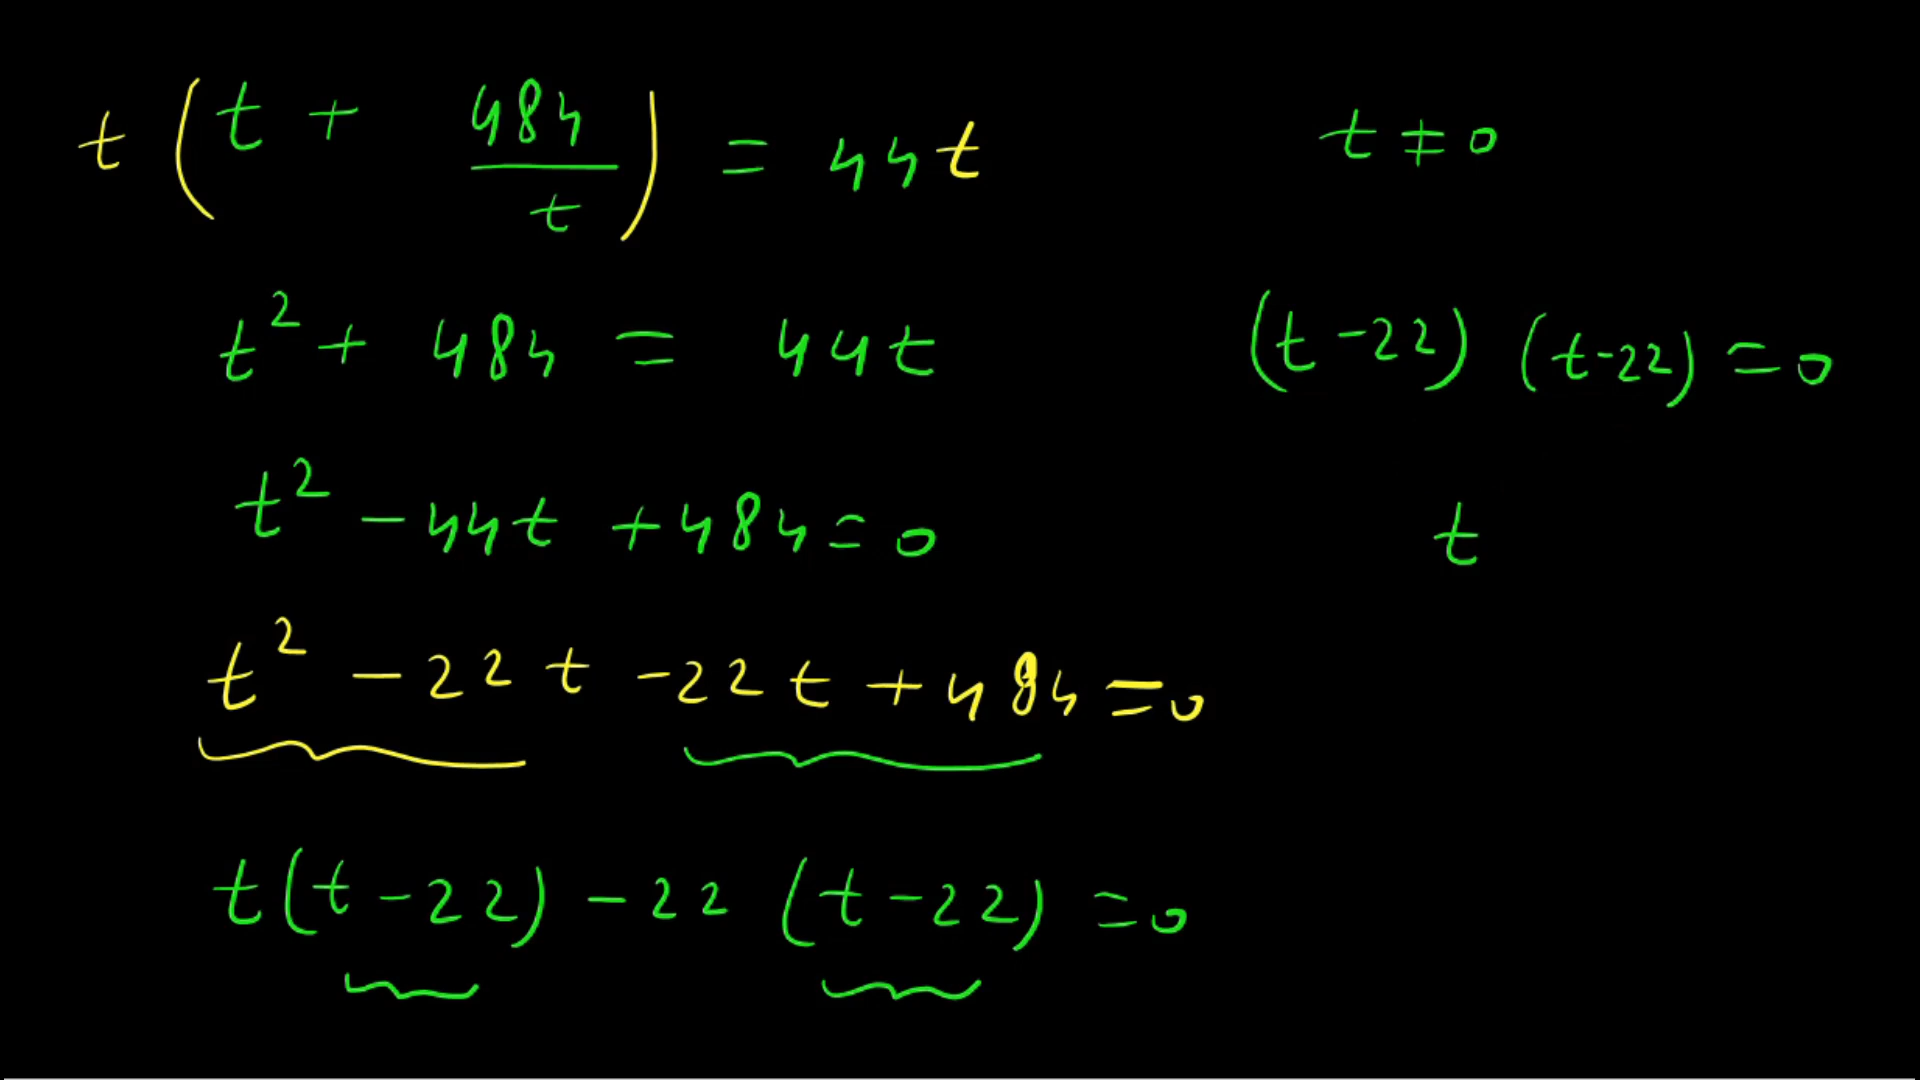 t ( t + 484/t ) = 44t
t² + 484 = 44t
t² - 44t + 484 = 0
t² - 22t - 22t + 484 = 0
t(t - 22) - 22 (t - 22) = 0
t ≠ 0
(t - 22) (t - 22) = 0
t